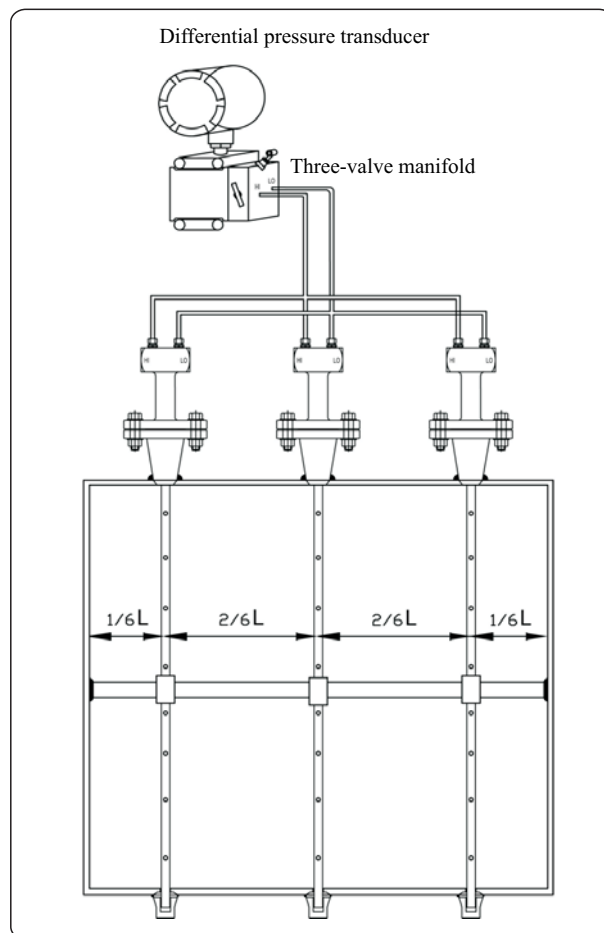 Differential pressure transducer
LO
HI
Three-valve manifold
HI LO
HI LO
HI LO
1/6L 2/6L 2/6L 1/6L